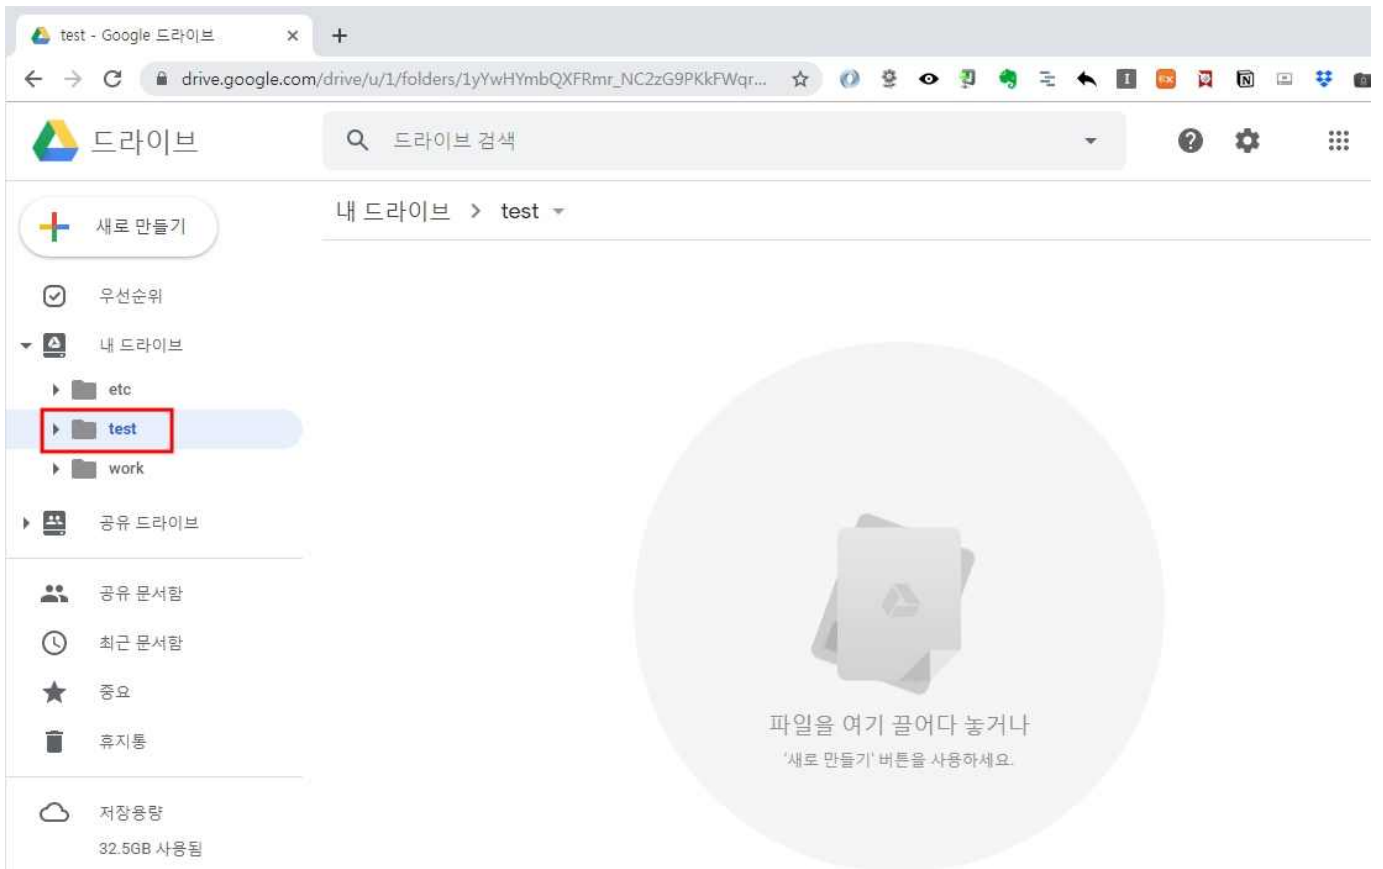 test - Google 드라이브
drive.google.com/drive/u/1/folders/1yYwHYmbQXFRmr_NC2zG9PKkFWqr...
드라이브
드라이브 검색
새로 만들기
내 드라이브 > test
우선순위
내 드라이브
etc
test
work
공유 드라이브
공유 문서함
최근 문서함
중요
휴지통
저장용량
32.5GB 사용됨
파일을 여기 끌어다 놓거나
'새로 만들기' 버튼을 사용하세요.